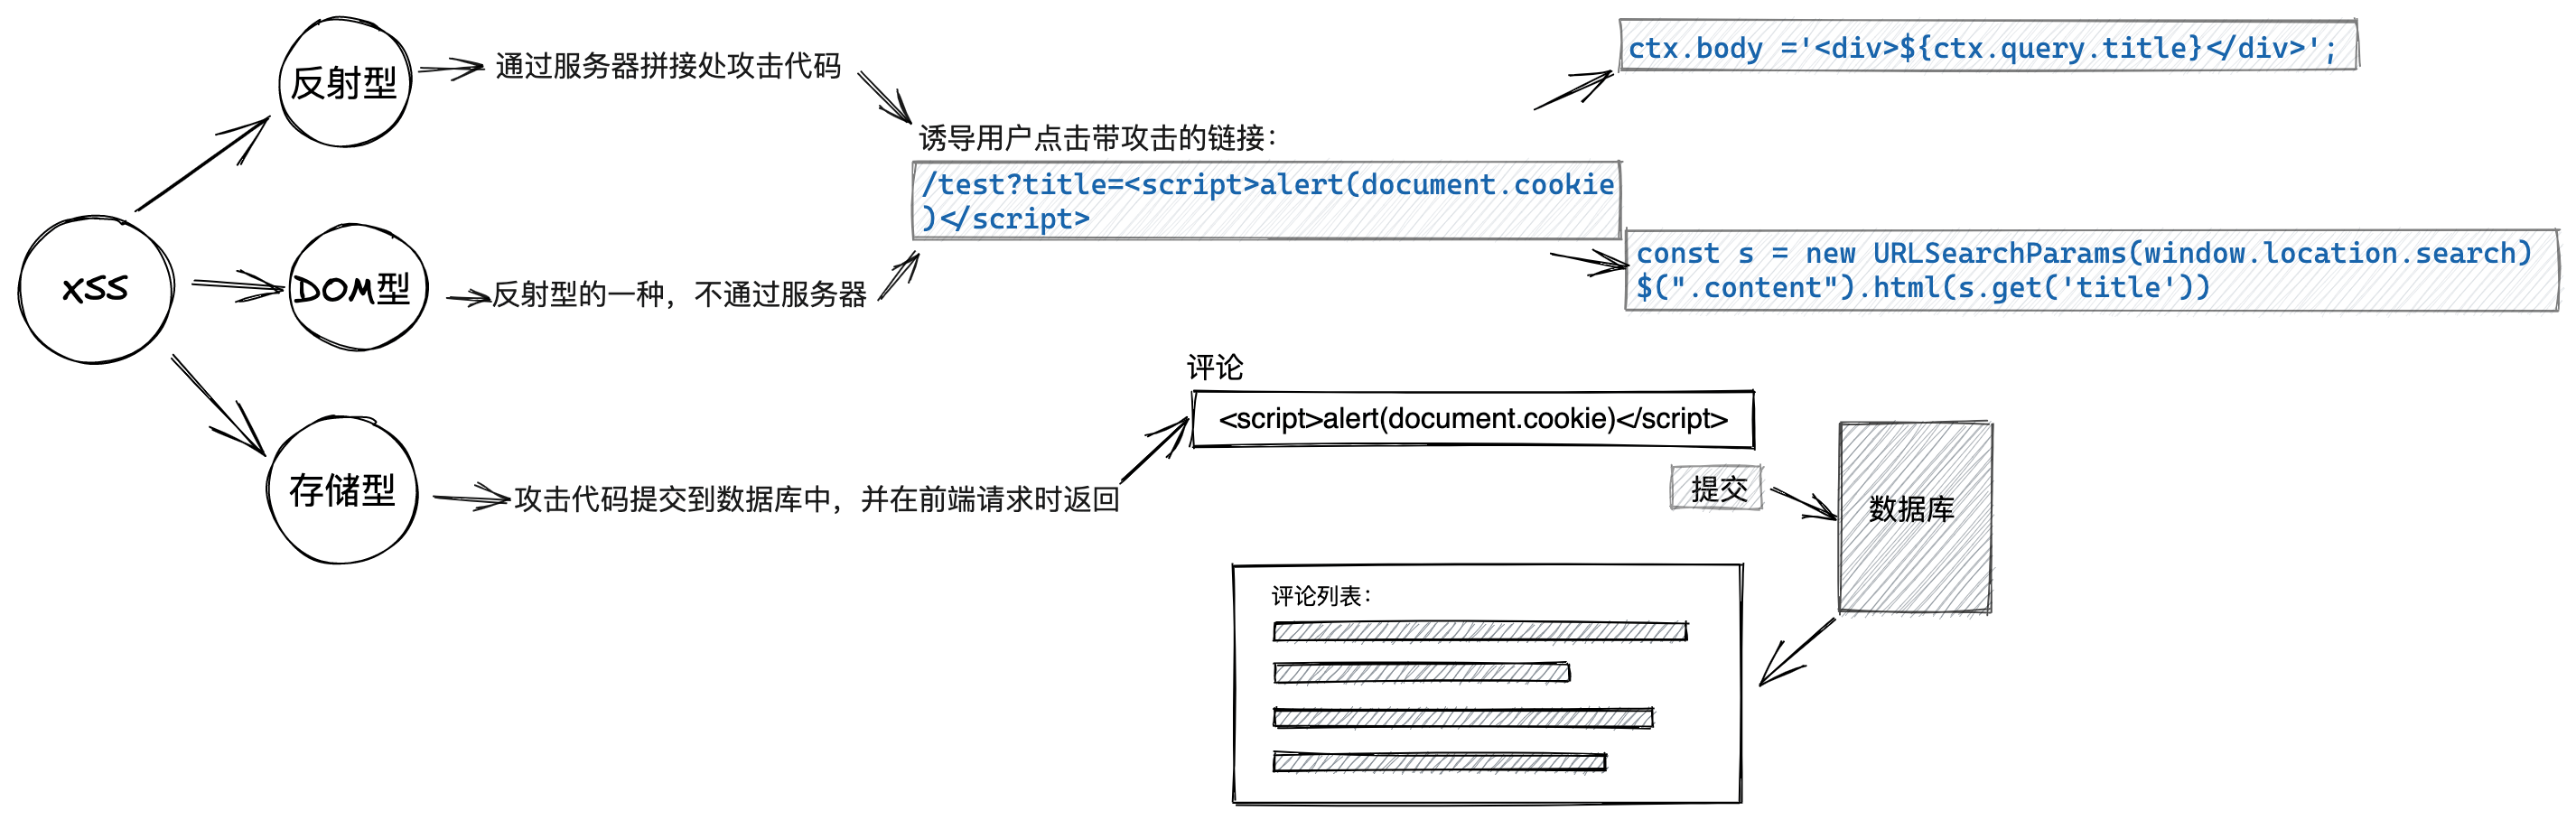 XSS
反射型
通过服务器拼接处攻击代码
诱导用户点击带攻击的链接：
/test?title=<script>alert(document.cookie
)</script>
ctx.body ='<div>${ctx.query.title}</div>';
DOM型
反射型的一种，不通过服务器
const s = new URLSearchParams(window.location.search)
$(".content").html(s.get('title'))
存储型
攻击代码提交到数据库中，并在前端请求时返回
评论
<script>alert(document.cookie)</script>
提交
数据库
评论列表：